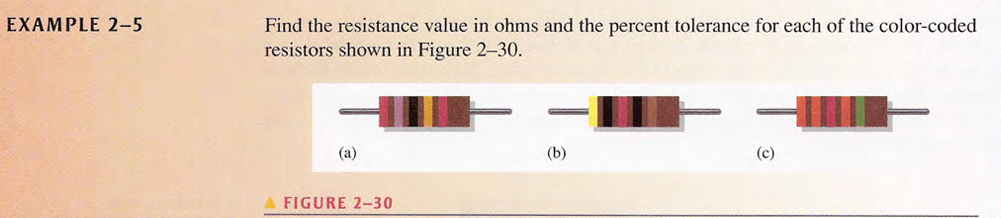 EXAMPLE 2–5
Find the resistance value in ohms and the percent tolerance for each of the color-coded
resistors shown in Figure 2–30.
(a)
(b)
(c)
▲ FIGURE 2–30